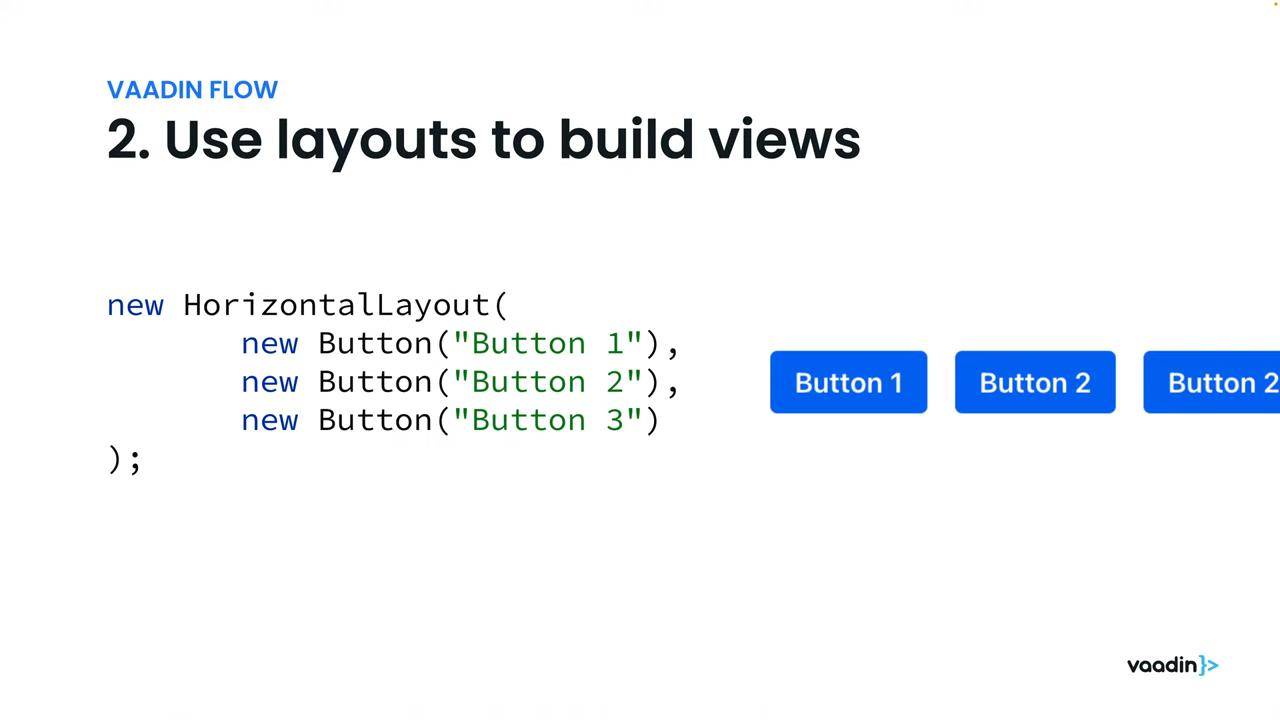 VAADIN FLOW
2. Use layouts to build views
new HorizontalLayout(
new Button("Button 1"),
new Button("Button 2"),
new Button("Button 3")
);
Button 1 Button 2 Button 2
vaadin}>